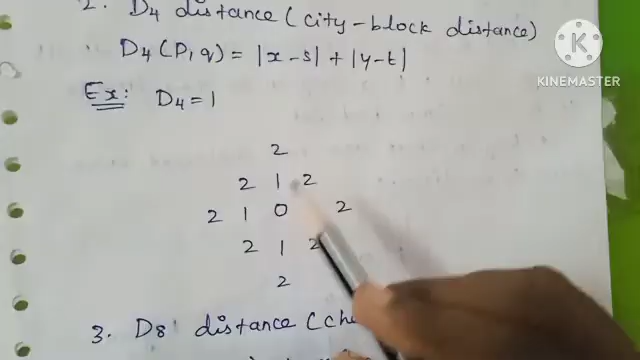 2. D4 distance (city-block distance)
D4 (P, q) = |x-s| + |y-t|
Ex: D4 = 1
2
2 1 2
2 1 0 2
2 1 2
2
3. D8 distance (che
KINEMASTER